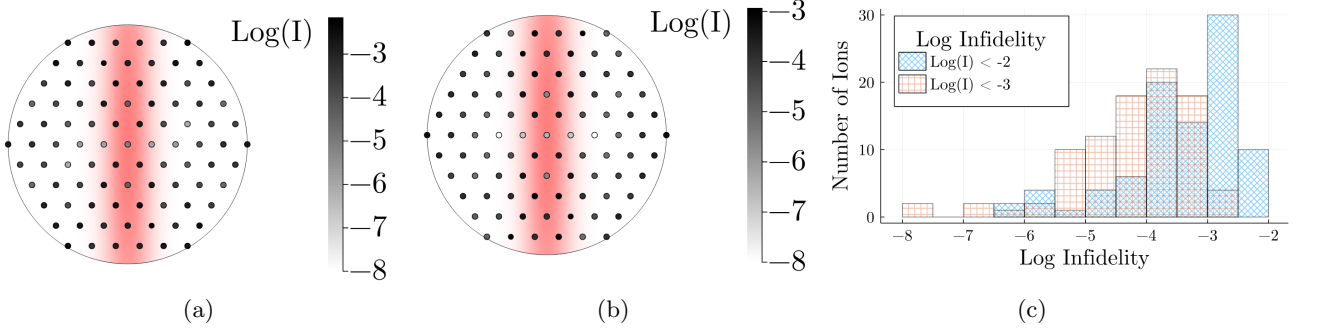 Log(I)
−3
−4
−5
−6
−7
−8
(a)
Log(I)
−3
−4
−5
−6
−7
−8
(b)
Number of Ions
30
20
10
0
Log Infidelity
Log(I) < -2
Log(I) < -3
−8 −7 −6 −5 −4 −3 −2
Log Infidelity
(c)